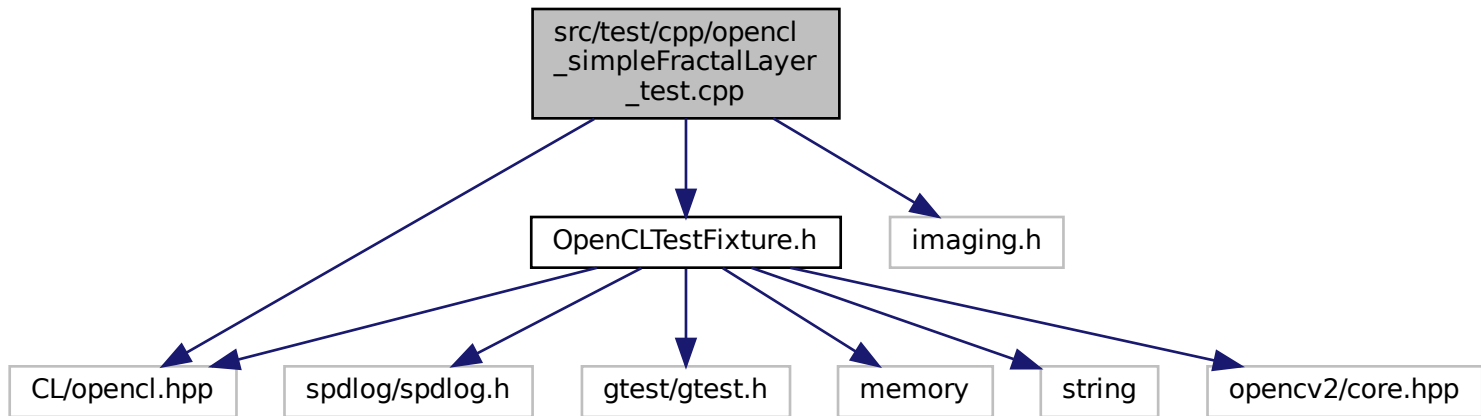 src/test/cpp/opencl
_simpleFractalLayer
_test.cpp
OpenCLTestFixture.h
imaging.h
CL/opencl.hpp
spdlog/spdlog.h
gtest/gtest.h
memory
string
opencv2/core.hpp